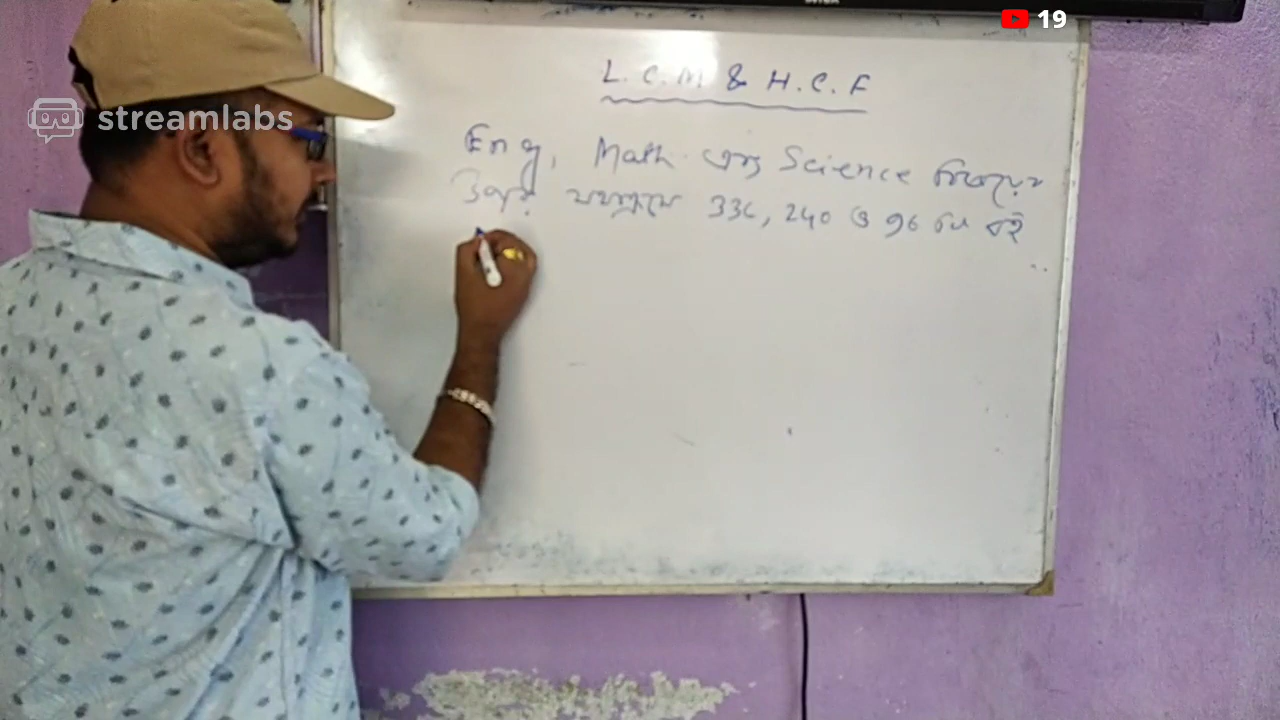 19
streamlabs
L.C.M & H.C.F
Eng, Math এবং Science বিষয়ের
উপর যথাক্রমে 336, 240 ও 96 টি বই